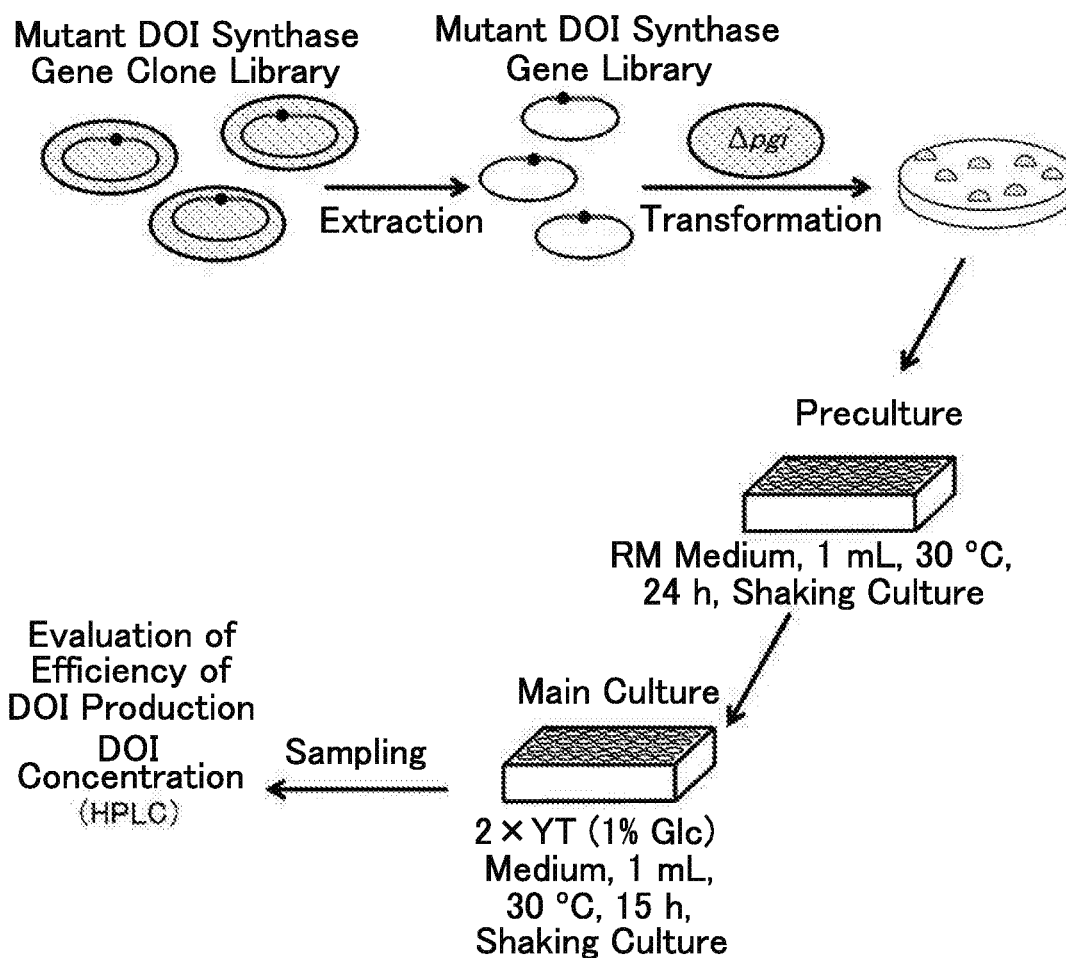 Mutant DOI Synthase
Gene Clone Library
Mutant DOI Synthase
Gene Library
Extraction
Δpgi
Transformation
Preculture
RM Medium, 1 mL, 30 ºC,
24 h, Shaking Culture
Main Culture
2 × YT (1% Glc)
Medium, 1 mL,
30 ºC, 15 h,
Shaking Culture
Sampling
Evaluation of
Efficiency of
DOI Production
DOI
Concentration
(HPLC)